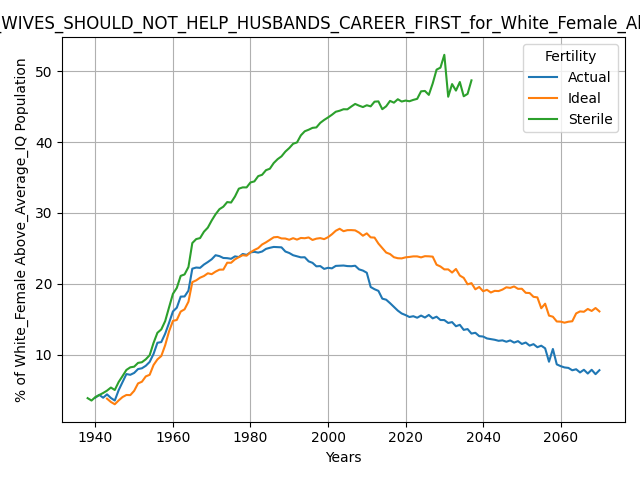 _WIVES_SHOULD_NOT_HELP_HUSBANDS_CAREER_FIRST_for_White_Female_Al
% of White_Female Above_Average_IQ Population
50
40
30
20
10
1940
1960
1980
2000
2020
2040
2060
Years
Fertility
Actual
Ideal
Sterile